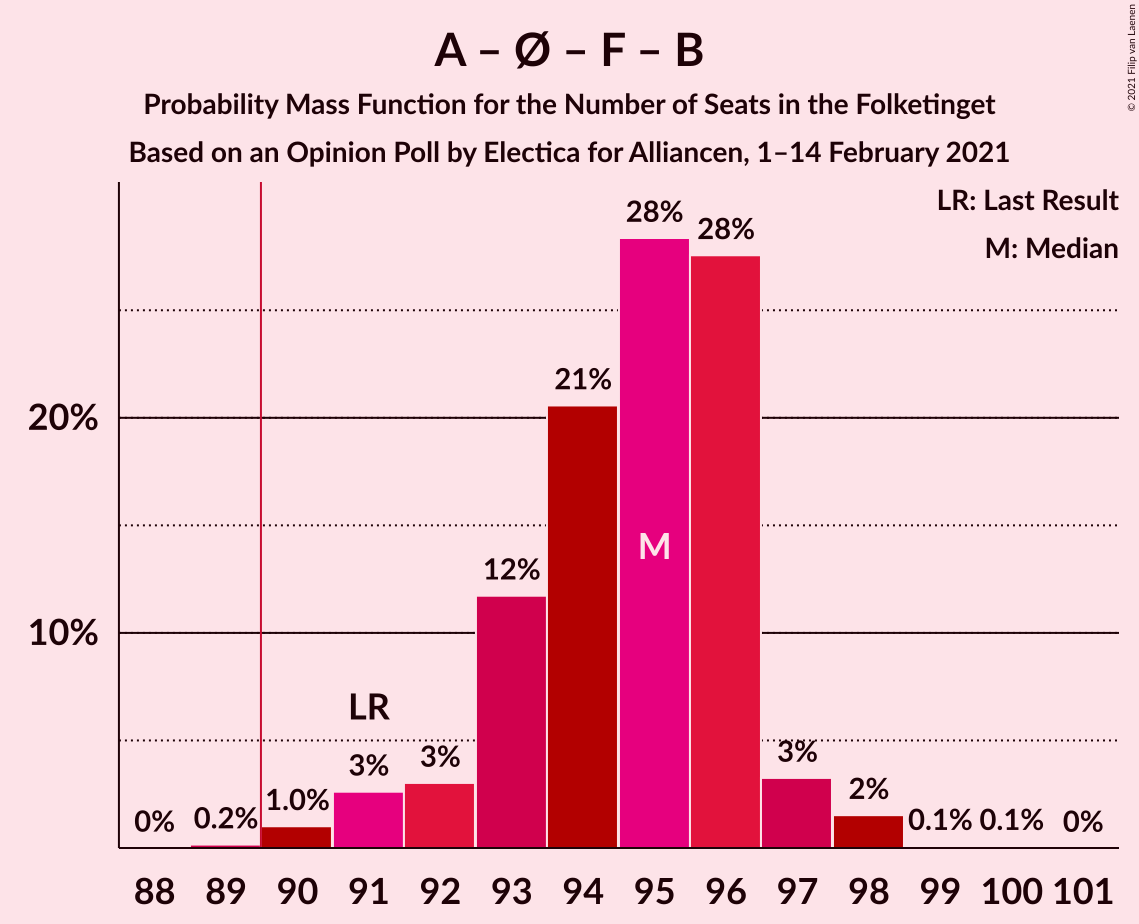 A – Ø – F – B
Probability Mass Function for the Number of Seats in the Folketinget
Based on an Opinion Poll by Electica for Alliancen, 1–14 February 2021
© 2021 Filip van Laenen
LR: Last Result
M: Median
28%
28%
21%
20%
M
12%
10%
LR
3%
3%
3%
2%
1.0%
0%
0.2%
0.1%
0.1%
0%
88 89 90 91 92 93 94 95 96 97 98 99 100 101